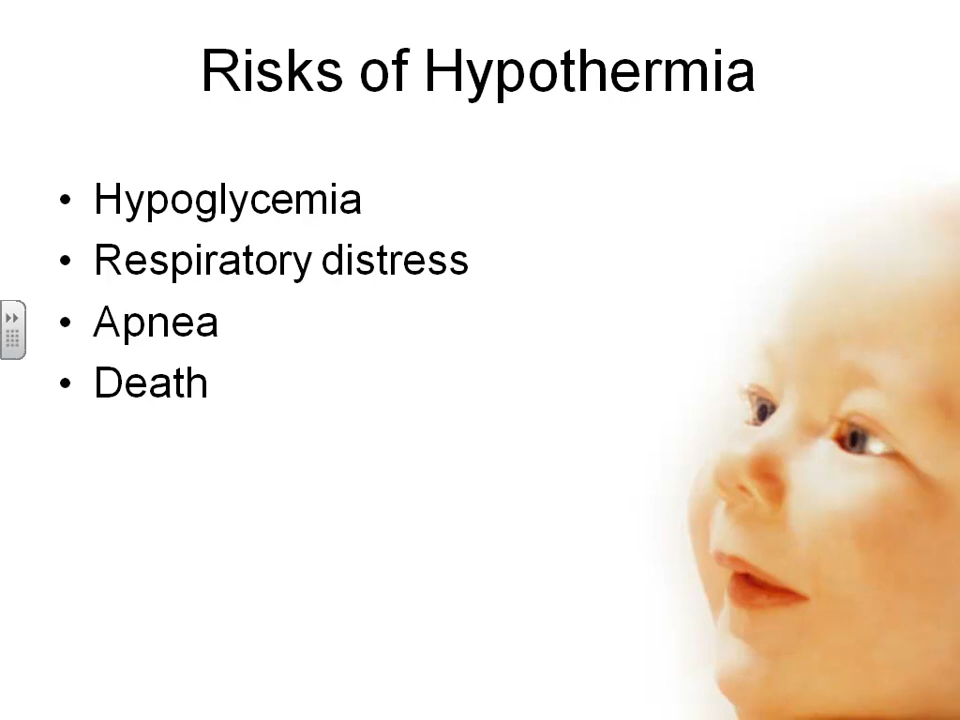 Risks of Hypothermia
• Hypoglycemia
• Respiratory distress
• Apnea
• Death